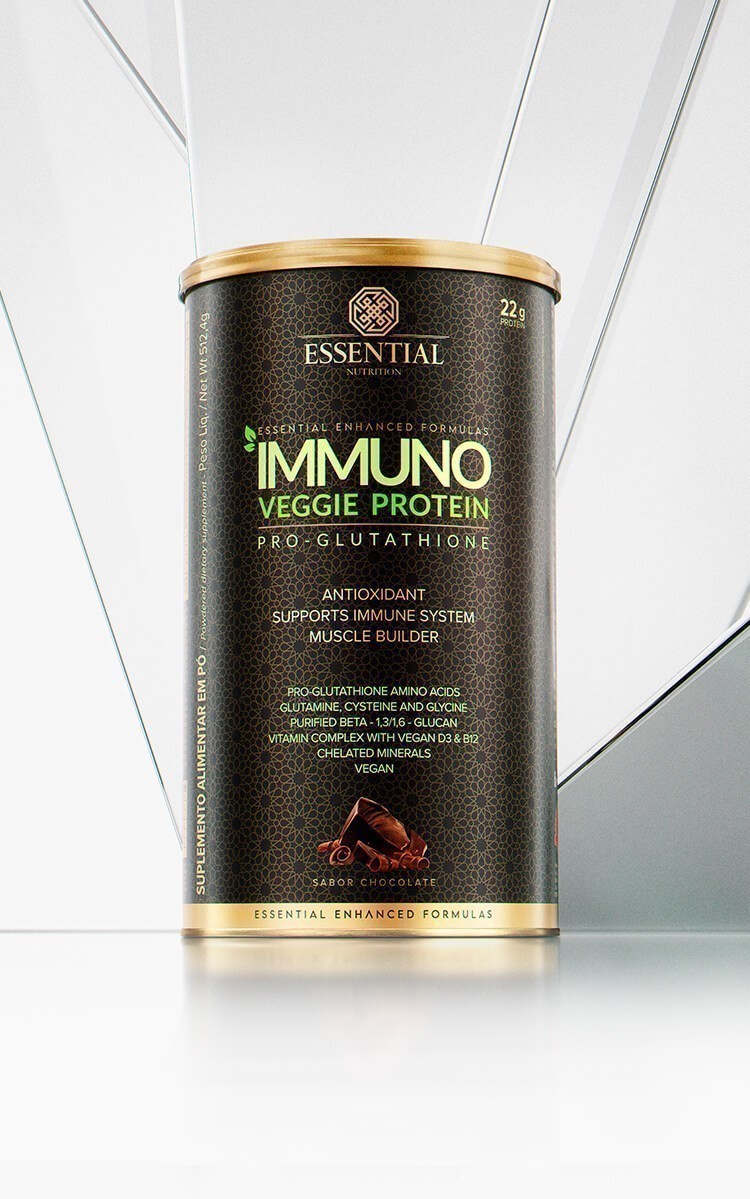 22 g
PROTEIN
ESSENTIAL
NUTRITION
ESSENTIAL ENHANCED FORMULAS
IMMUNO
VEGGIE PROTEIN
PRO-GLUTATHIONE
ANTIOXIDANT
SUPPORTS IMMUNE SYSTEM
MUSCLE BUILDER
PRO-GLUTATHIONE AMINO ACIDS
GLUTAMINE, CYSTEINE AND GLYCINE
PURIFIED BETA - 1,3/1,6 - GLUCAN
VITAMIN COMPLEX WITH VEGAN D3 & B12
CHELATED MINERALS
VEGAN
SABOR CHOCOLATE
ESSENTIAL ENHANCED FORMULAS
SUPLEMENTO ALIMENTAR EM PÓ / Powdered dietary supplement - Peso Líq. / Net Wt 512,4g